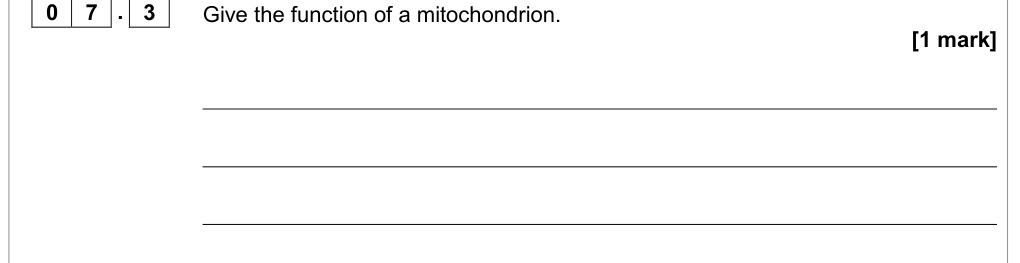 0 7 . 3 Give the function of a mitochondrion.
[1 mark]